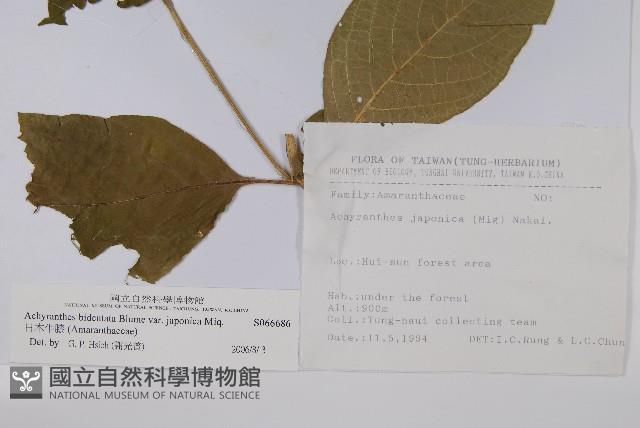 FLORA OF TAIWAN(TUNG-HERBARIUM)
DEPARTMENT OF BIOLOGY, TUNGHAI UNIVERSITY, TAIWAN R.O.CHINA
Family:Amaranthaceae NO:
Achyranthes japonica (Miq) Nakai.
Loc.:Hui-sun forest area
Hab.:under the forest
Alt.:900m
Coll.:Tung-haui collecting team
Date.:11.5,1994 DET:I.C.Hung & L.C.Chun
國立自然科學博物館
NATIONAL MUSEUM OF NATURAL SCIENCE, TAICHUNG, TAIWAN, R.O.CHINA
Achyranthes bidentata Blume var. japonica Miq. S066686
日本牛膝 (Amaranthaceae)
Det. by : G. P. Hsieh 2006/8/3
國立自然科學博物館
NATIONAL MUSEUM OF NATURAL SCIENCE